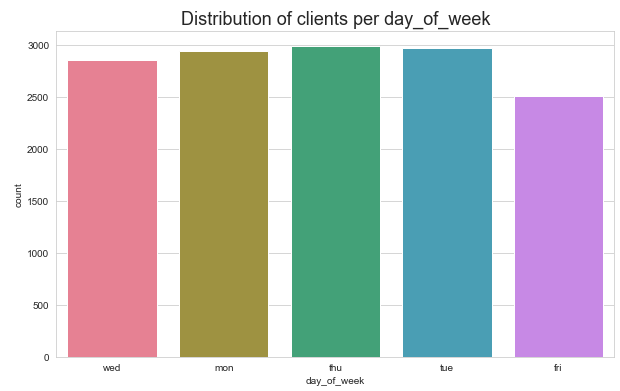 Distribution of clients per day_of_week
count
3000
2500
2000
1500
1000
500
0
wed mon thu tue fri
day_of_week